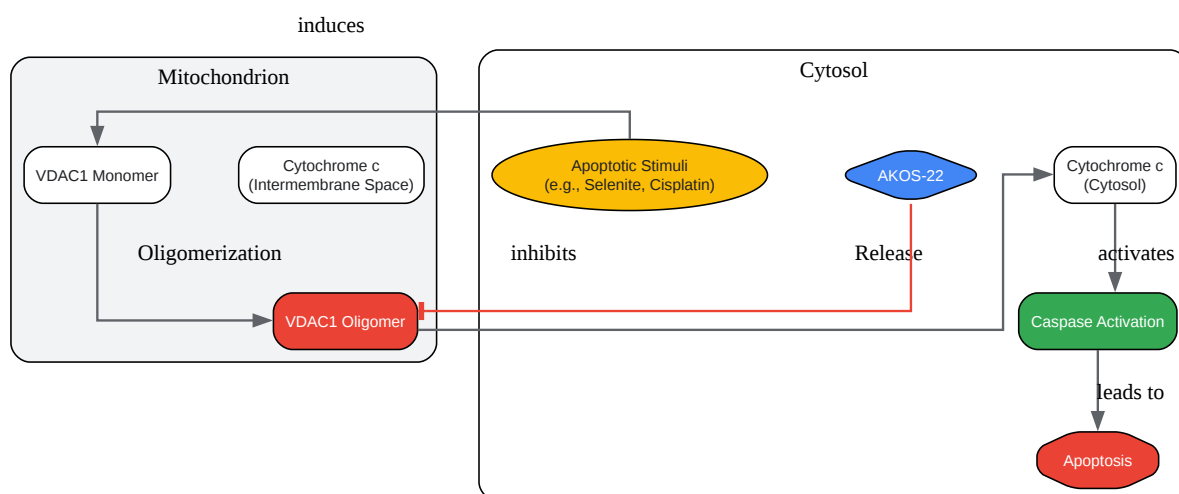 induces
Mitochondrion
Cytosol
VDAC1 Monomer
Cytochrome c
(Intermembrane Space)
Apoptotic Stimuli
(e.g., Selenite, Cisplatin)
AKOS-22
Cytochrome c
(Cytosol)
Oligomerization
inhibits
Release
activates
VDAC1 Oligomer
Caspase Activation
leads to
Apoptosis